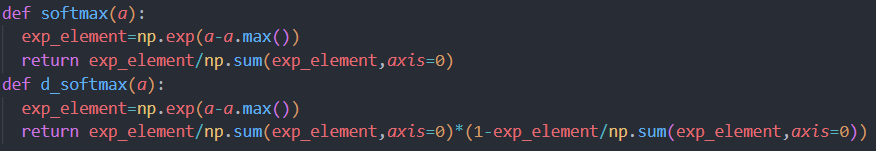 def softmax(a):
  exp_element=np.exp(a-a.max())
  return exp_element/np.sum(exp_element,axis=0)
def d_softmax(a):
  exp_element=np.exp(a-a.max())
  return exp_element/np.sum(exp_element,axis=0)*(1-exp_element/np.sum(exp_element,axis=0))